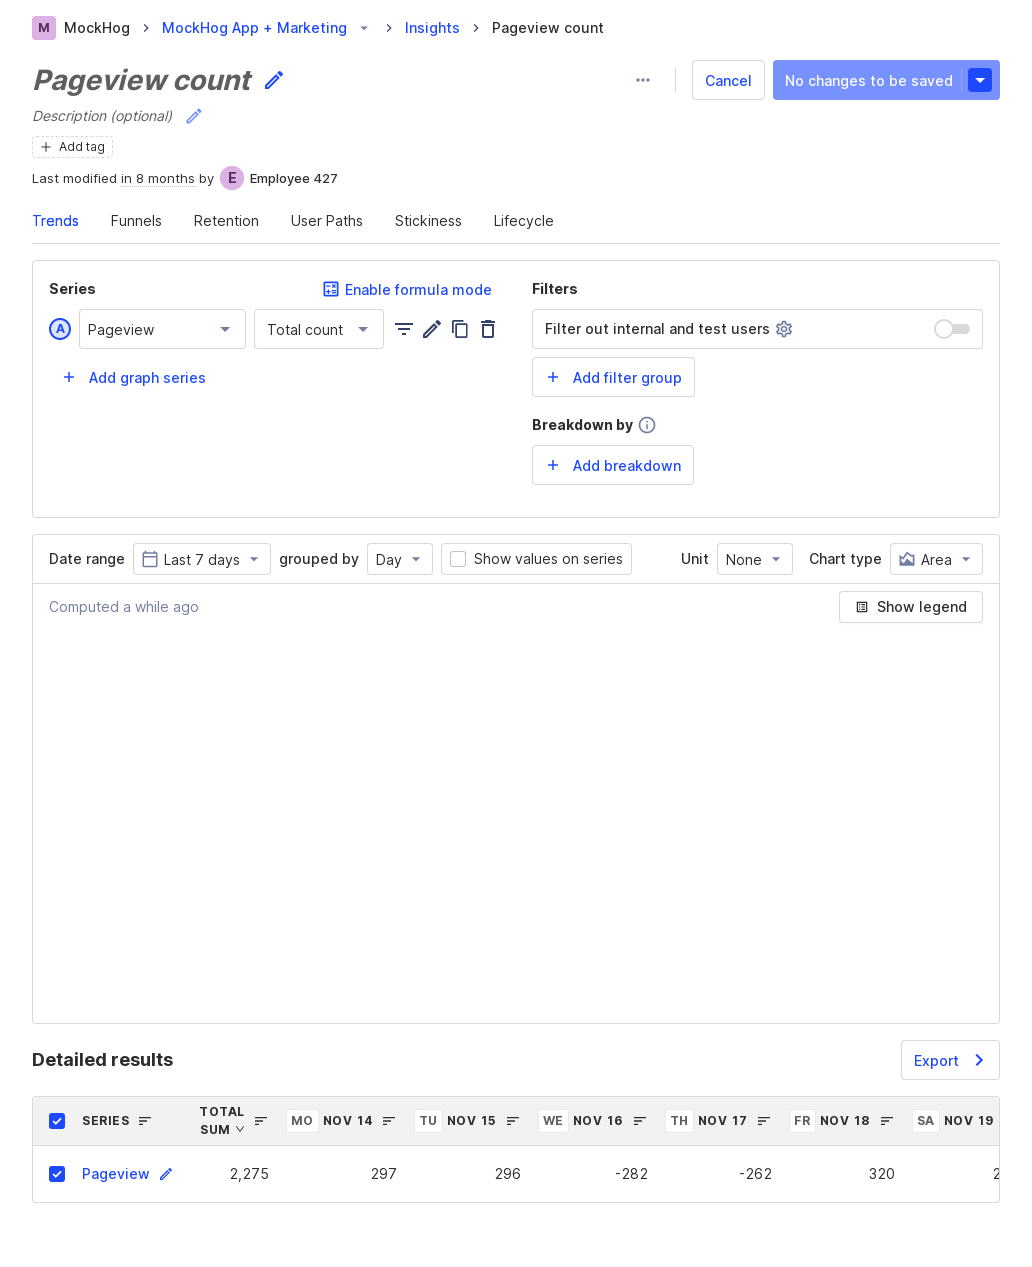 M MockHog MockHog App + Marketing Insights Pageview count
Pageview count
Cancel No changes to be saved
Description (optional)
Add tag
Last modified in 8 months by E Employee 427
Trends Funnels Retention User Paths Stickiness Lifecycle
Series Enable formula mode
A Pageview Total count
+ Add graph series
Filters
Filter out internal and test users
+ Add filter group
Breakdown by
+ Add breakdown
Date range Last 7 days grouped by Day Show values on series Unit None Chart type Area
Computed a while ago Show legend
Detailed results Export
SERIES TOTAL SUM MO NOV 14 TU NOV 15 WE NOV 16 TH NOV 17 FR NOV 18 SA NOV 19
Pageview 2,275 297 296 -282 -262 320